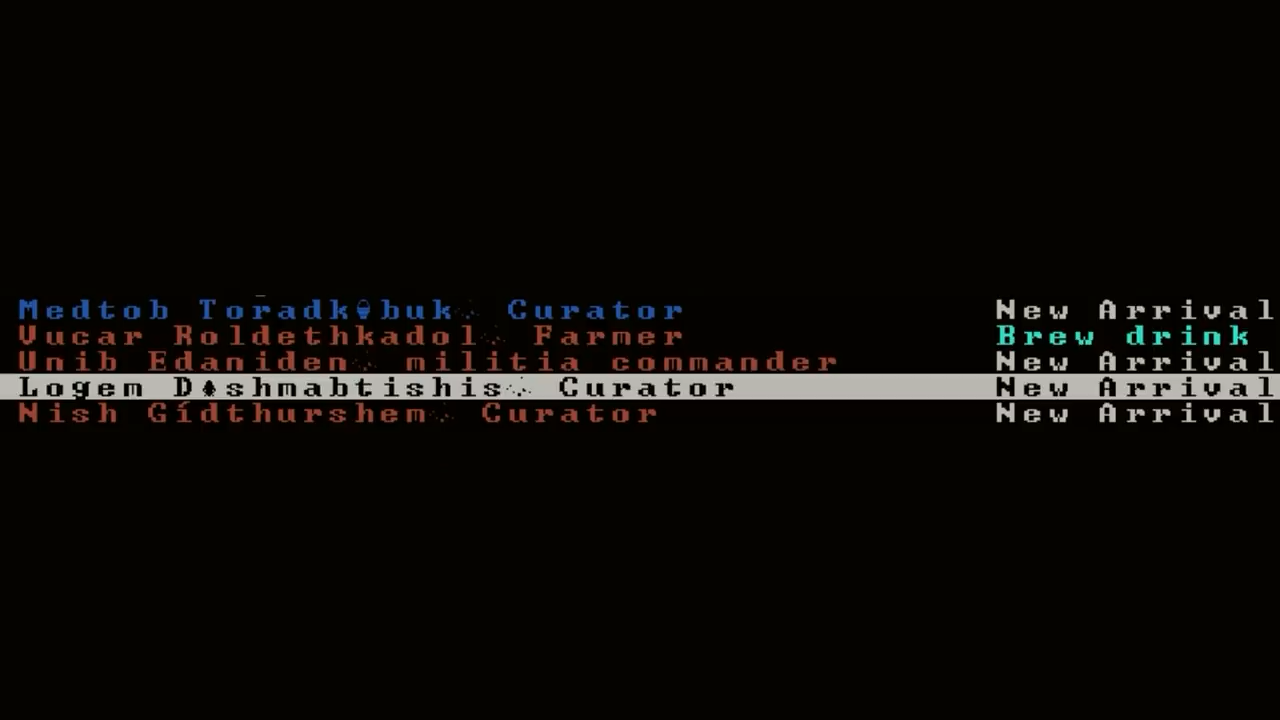 Medtob Toradk buk Curator New Arrival
Vucar Roldethkadol Farmer Brew drink
Unib Edaniden militia commander New Arrival
Logem D shmabtishis Curator New Arrival
Nish Gídthurshem Curator New Arrival